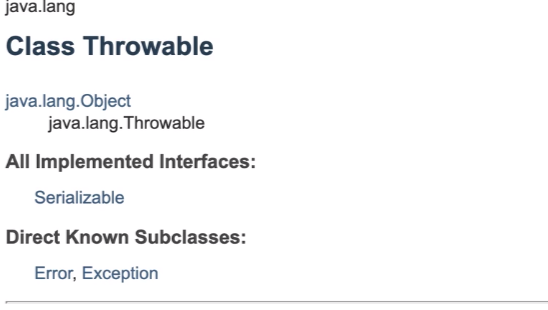 java.lang
Class Throwable
java.lang.Object
java.lang.Throwable
All Implemented Interfaces:
Serializable
Direct Known Subclasses:
Error, Exception